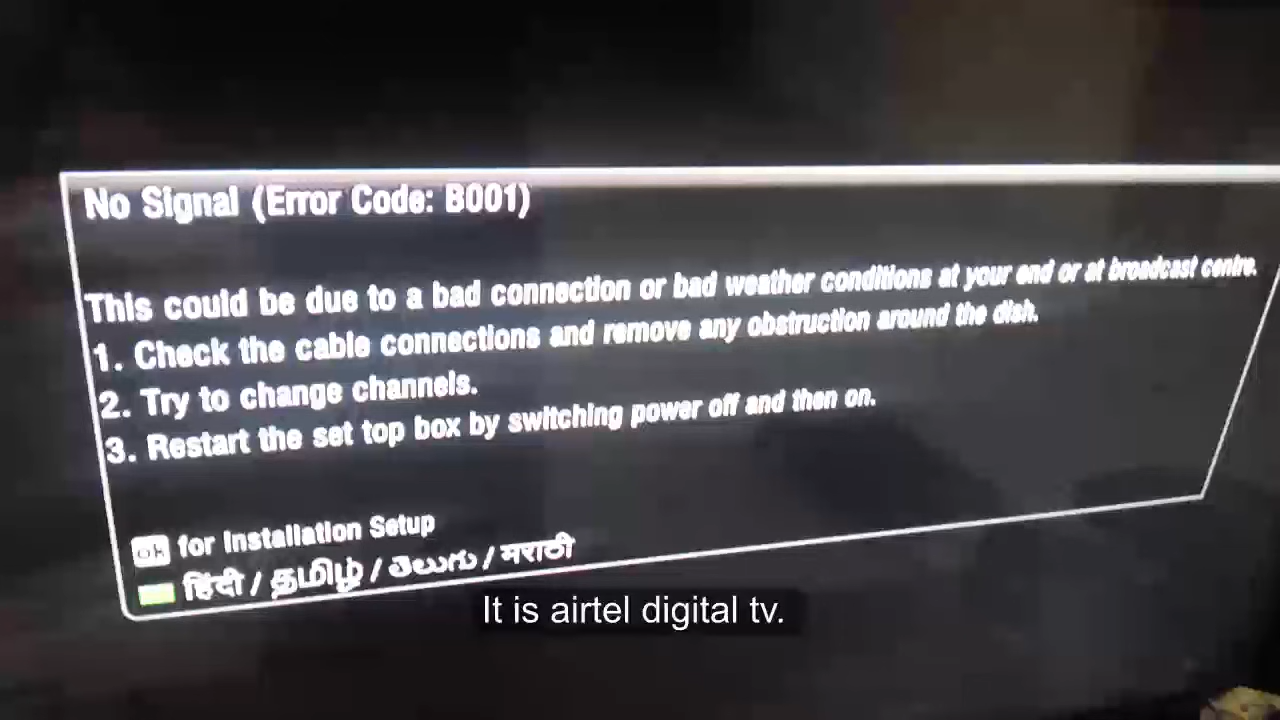 No Signal (Error Code: B001)
This could be due to a bad connection or bad weather conditions at your end or at broadcast centre.
1. Check the cable connections and remove any obstruction around the dish.
2. Try to change channels.
3. Restart the set top box by switching power off and then on.
OK for Installation Setup
हिंदी / தமிழ் / తెలుగు / मराठी
It is airtel digital tv.